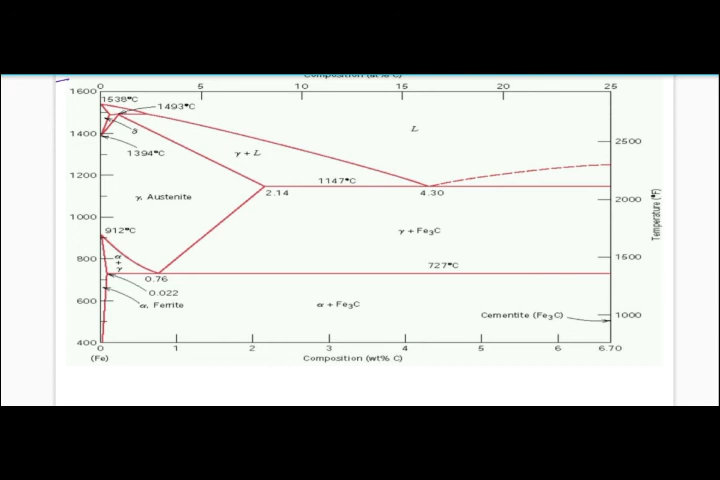 Composition (at% C)
0 5 10 15 20 25
1600
1538°C
1493°C
δ
L
1400
2500
1394°C
γ + L
1200
1147°C
2.14
4.30
2000
γ, Austenite
1000
Temperature (°F)
912°C
γ + Fe3C
α + γ
1600
800
727°C
0.76
0.022
600
α, Ferrite
α + Fe3C
Cementite (Fe3C)
1000
400
0 1 2 3 4 5 6 6.70
(Fe)
Composition (wt% C)